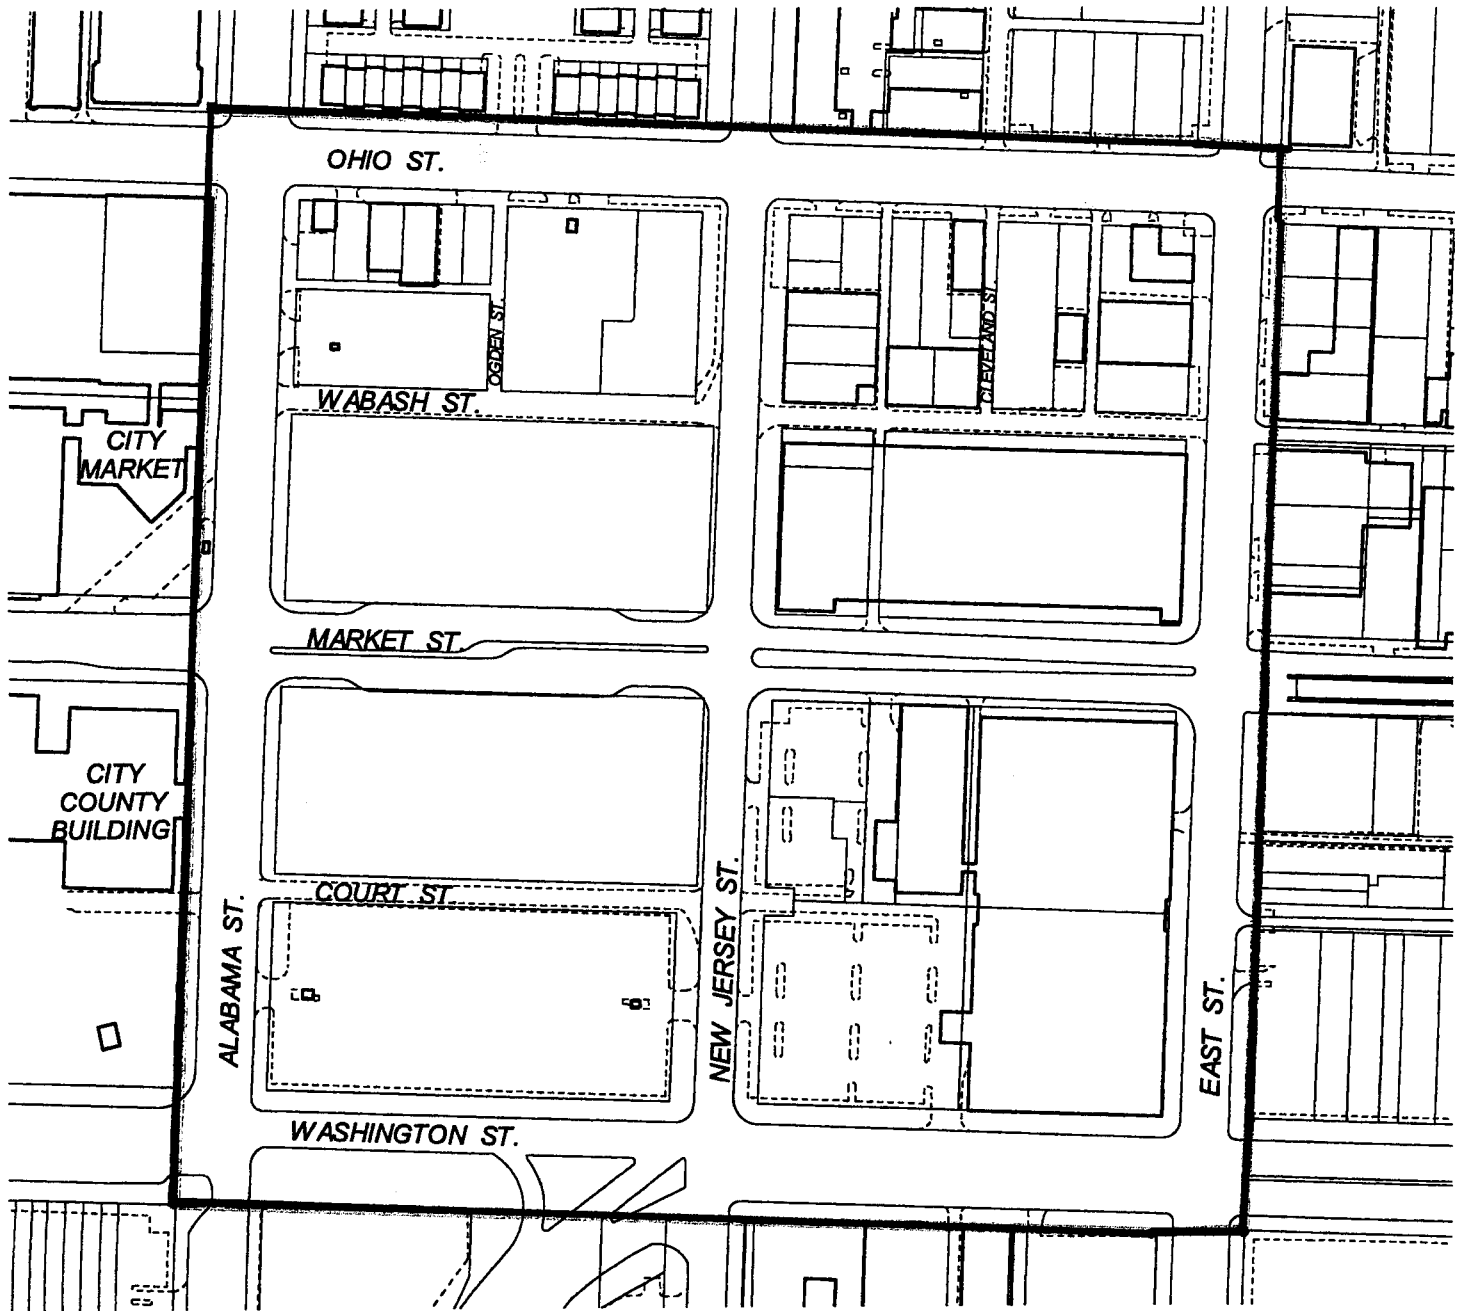 OHIO ST.
OGDEN ST.
CLEVELAND ST.
WABASH ST.
CITY
MARKET
MARKET ST.
CITY
COUNTY
BUILDING
COURT ST.
ALABAMA ST.
NEW JERSEY ST.
EAST ST.
WASHINGTON ST.